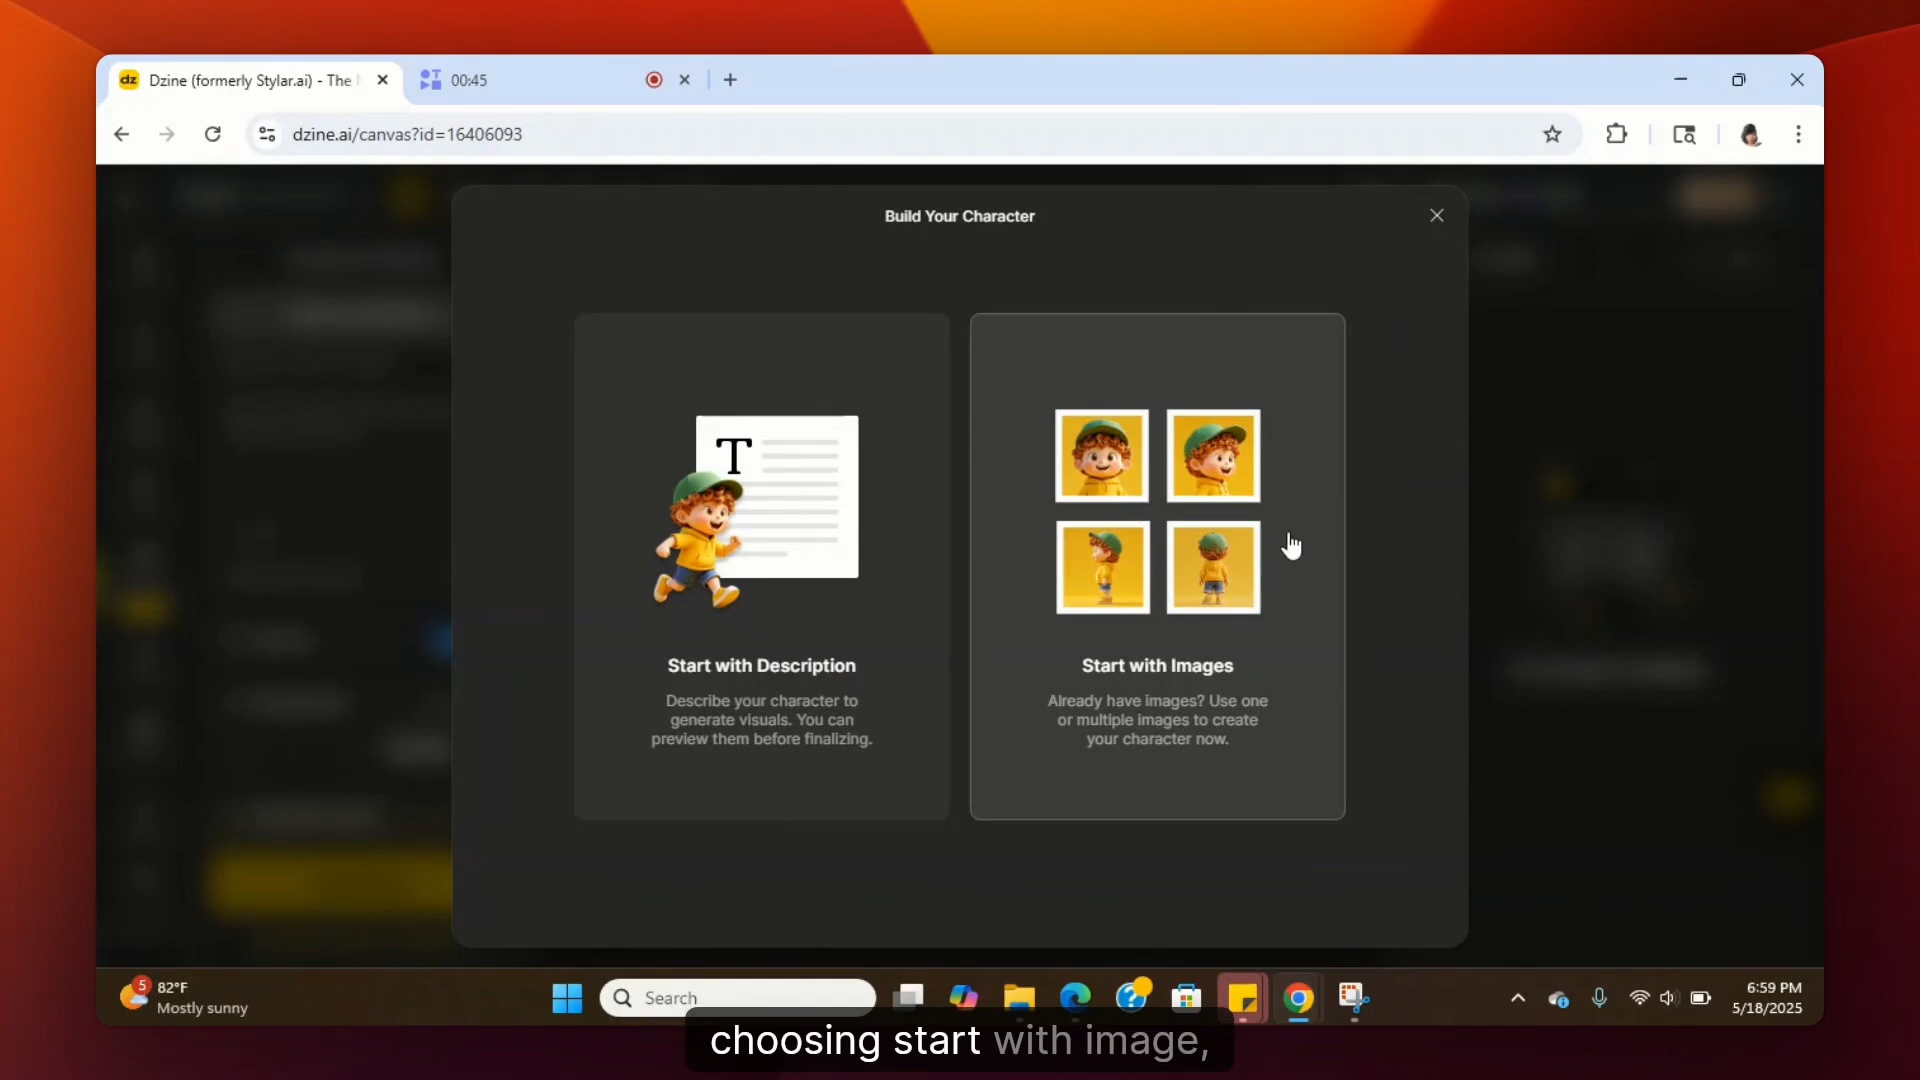 dz Dzine (formerly Stylar.ai) - The
00:45
dzine.ai/canvas?id=16406093
Build Your Character
T
Start with Description
Describe your character to
generate visuals. You can
preview them before finalizing.
Start with Images
Already have images? Use one
or multiple images to create
your character now.
5
82°F
Mostly sunny
Search
6:59 PM
5/18/2025
choosing start with image,